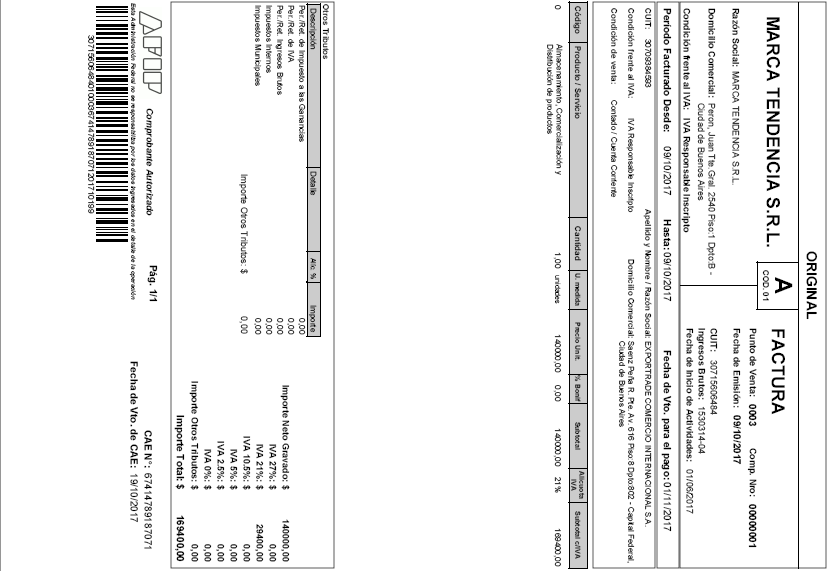 ORIGINAL
MARCA TENDENCIA S.R.L.
A
COD. 01
FACTURA
Razón Social: MARCA TENDENCIA S.R.L.
Domicilio Comercial: Peron, Juan Tte. Gral. 2540 Piso:1 Dpto:B -
Ciudad de Buenos Aires
Condición frente al IVA: IVA Responsable Inscripto
Punto de Venta: 0003 Comp. Nro: 00000001
Fecha de Emisión: 09/10/2017
CUIT: 30715606484
Ingresos Brutos: 1530314-04
Fecha de Inicio de Actividades: 01/06/2017
Período Facturado Desde: 09/10/2017 Hasta: 09/10/2017 Fecha de Vto. para el pago: 01/11/2017
CUIT: 30709384593 Apellido y Nombre / Razón Social: EXPORTRADE COMERCIO INTERNACIONAL S.A.
Condición frente al IVA: IVA Responsable Inscripto Domicilio Comercial: Saenz Peña R. Pte. Av. 616 Piso:8 Dpto:802 - Capital Federal,
Ciudad de Buenos Aires
Condición de venta: Contado / Cuenta Corriente
Código Producto / Servicio Cantidad U. medida Precio Unit. % Bonif Subtotal Alicuota IVA Subtotal c/IVA
0 Almacenamiento, Comercialización y 1,00 unidades 140000,00 0,00 140000,00 21% 169400,00
Distribución de productos
Otros Tributos
Descripción Detalle Alíc. % Importe
Per./Ret. de Impuesto a las Ganancias 0,00
Per./Ret. de IVA 0,00
Per./Ret. Ingresos Brutos 0,00
Impuestos Internos 0,00
Impuestos Municipales 0,00
Importe Otros Tributos: $ 0,00
Importe Neto Gravado: $ 140000,00
IVA 27%: $ 0,00
IVA 21%: $ 29400,00
IVA 10.5%: $ 0,00
IVA 5%: $ 0,00
IVA 2.5%: $ 0,00
IVA 0%: $ 0,00
Importe Otros Tributos: $ 0,00
Importe Total: $ 169400,00
AFIP
Comprobante Autorizado
Pág. 1/1
CAE N°: 67414789187071
Fecha de Vto. de CAE: 19/10/2017
Esta Administración Federal no se responsabiliza por los datos ingresados en el detalle de la operación